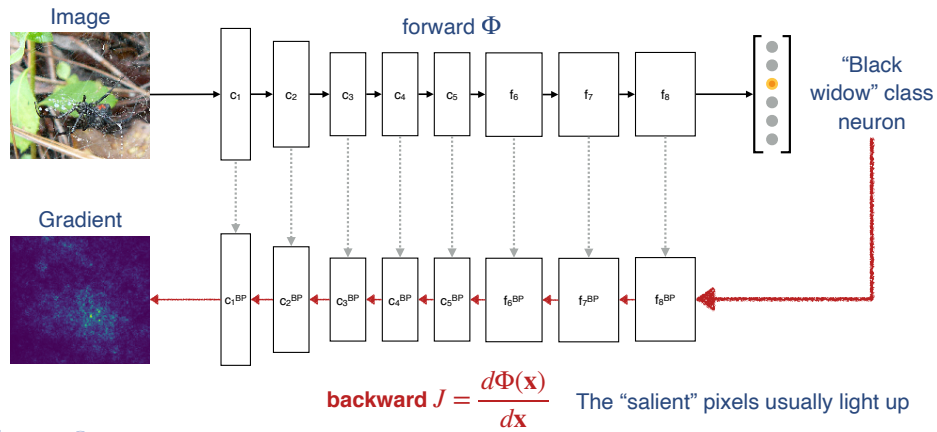 Image
forward Φ
c₁ c₂ c₃ c₄ c₅ f₆ f₇ f₈
“Black
widow” class
neuron
Gradient
c₁ᴮᴾ c₂ᴮᴾ c₃ᴮᴾ c₄ᴮᴾ c₅ᴮᴾ f₆ᴮᴾ f₇ᴮᴾ f₈ᴮᴾ
backward J = dΦ(x)/dx
The “salient” pixels usually light up